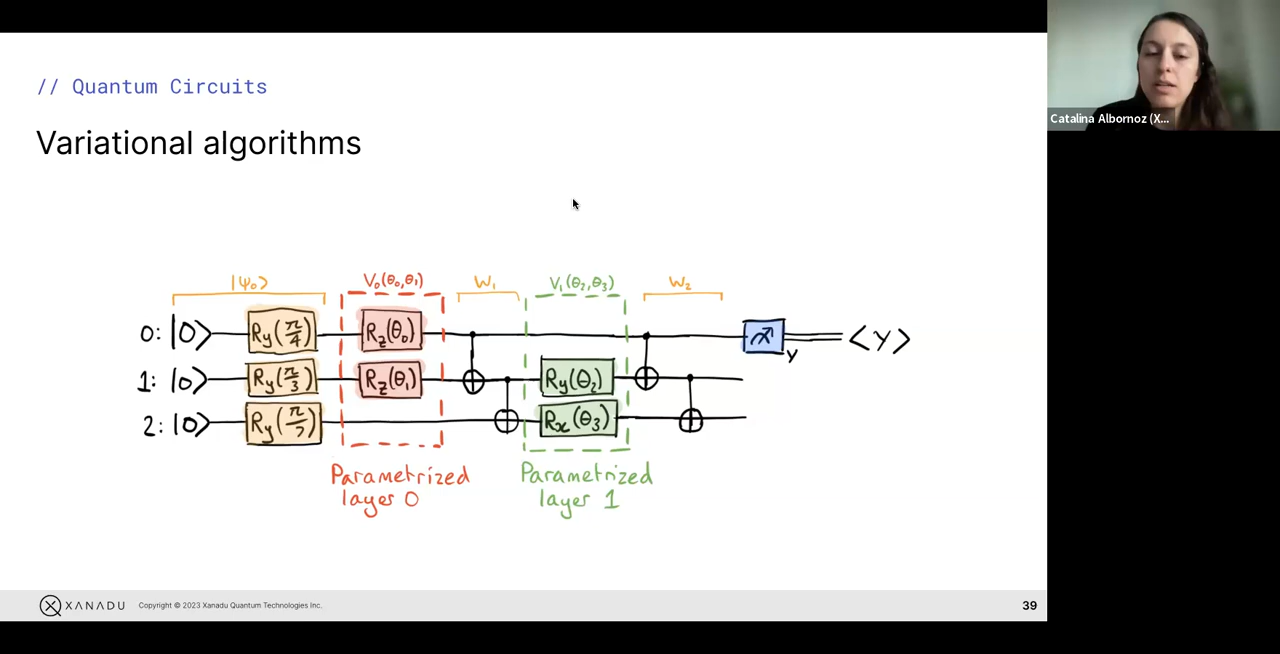 // Quantum Circuits
Variational algorithms
Catalina Albornoz (X...
|ψ₀⟩ V₀(θ₀,θ₁) W₁ V₁(θ₂,θ₃) W₂
0: |0⟩ Ry(π/4) Rz(θ₀) Y ⟨Y⟩
1: |0⟩ Ry(π/3) Rz(θ₁) Ry(θ₂)
2: |0⟩ Ry(π/7) Rx(θ₃)
Parametrized Parametrized
layer 0 layer 1
XANADU Copyright © 2023 Xanadu Quantum Technologies Inc. 39